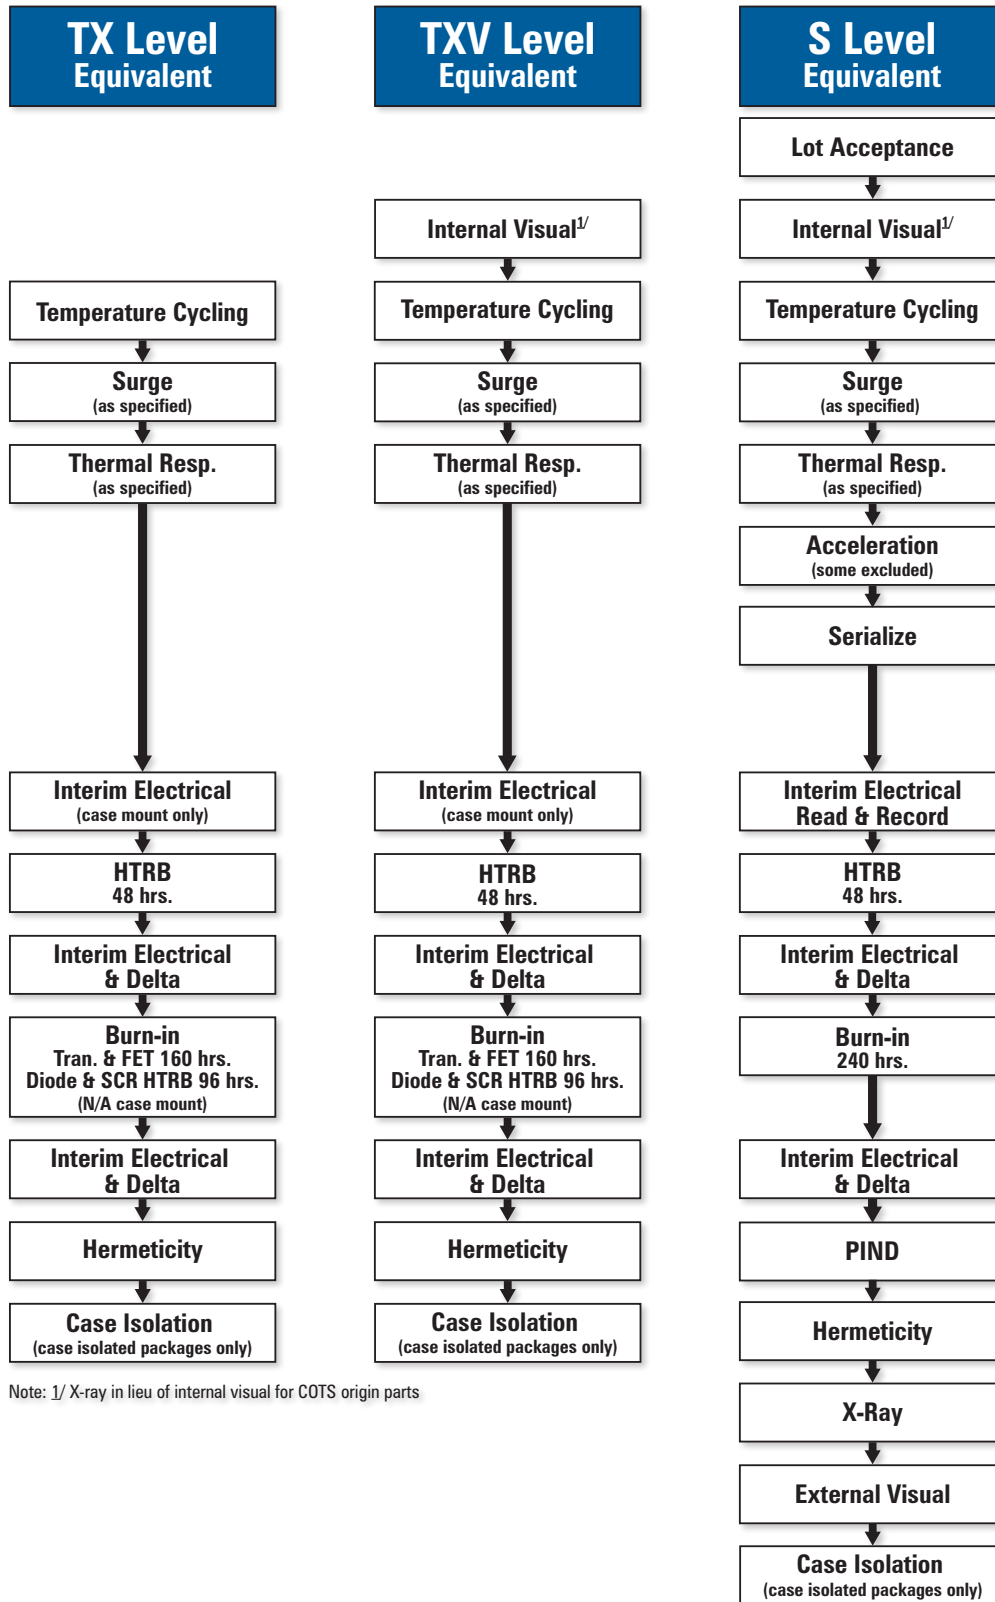 TX Level
Equivalent
Temperature Cycling
Surge
(as specified)
Thermal Resp.
(as specified)
Interim Electrical
(case mount only)
HTRB
48 hrs.
Interim Electrical
& Delta
Burn-in
Tran. & FET 160 hrs.
Diode & SCR HTRB 96 hrs.
(N/A case mount)
Interim Electrical
& Delta
Hermeticity
Case Isolation
(case isolated packages only)
Note: 1/ X-ray in lieu of internal visual for COTS origin parts
TXV Level
Equivalent
Internal Visual1/
Temperature Cycling
Surge
(as specified)
Thermal Resp.
(as specified)
Interim Electrical
(case mount only)
HTRB
48 hrs.
Interim Electrical
& Delta
Burn-in
Tran. & FET 160 hrs.
Diode & SCR HTRB 96 hrs.
(N/A case mount)
Interim Electrical
& Delta
Hermeticity
Case Isolation
(case isolated packages only)
S Level
Equivalent
Lot Acceptance
Internal Visual1/
Temperature Cycling
Surge
(as specified)
Thermal Resp.
(as specified)
Acceleration
(some excluded)
Serialize
Interim Electrical
Read & Record
HTRB
48 hrs.
Interim Electrical
& Delta
Burn-in
240 hrs.
Interim Electrical
& Delta
PIND
Hermeticity
X-Ray
External Visual
Case Isolation
(case isolated packages only)